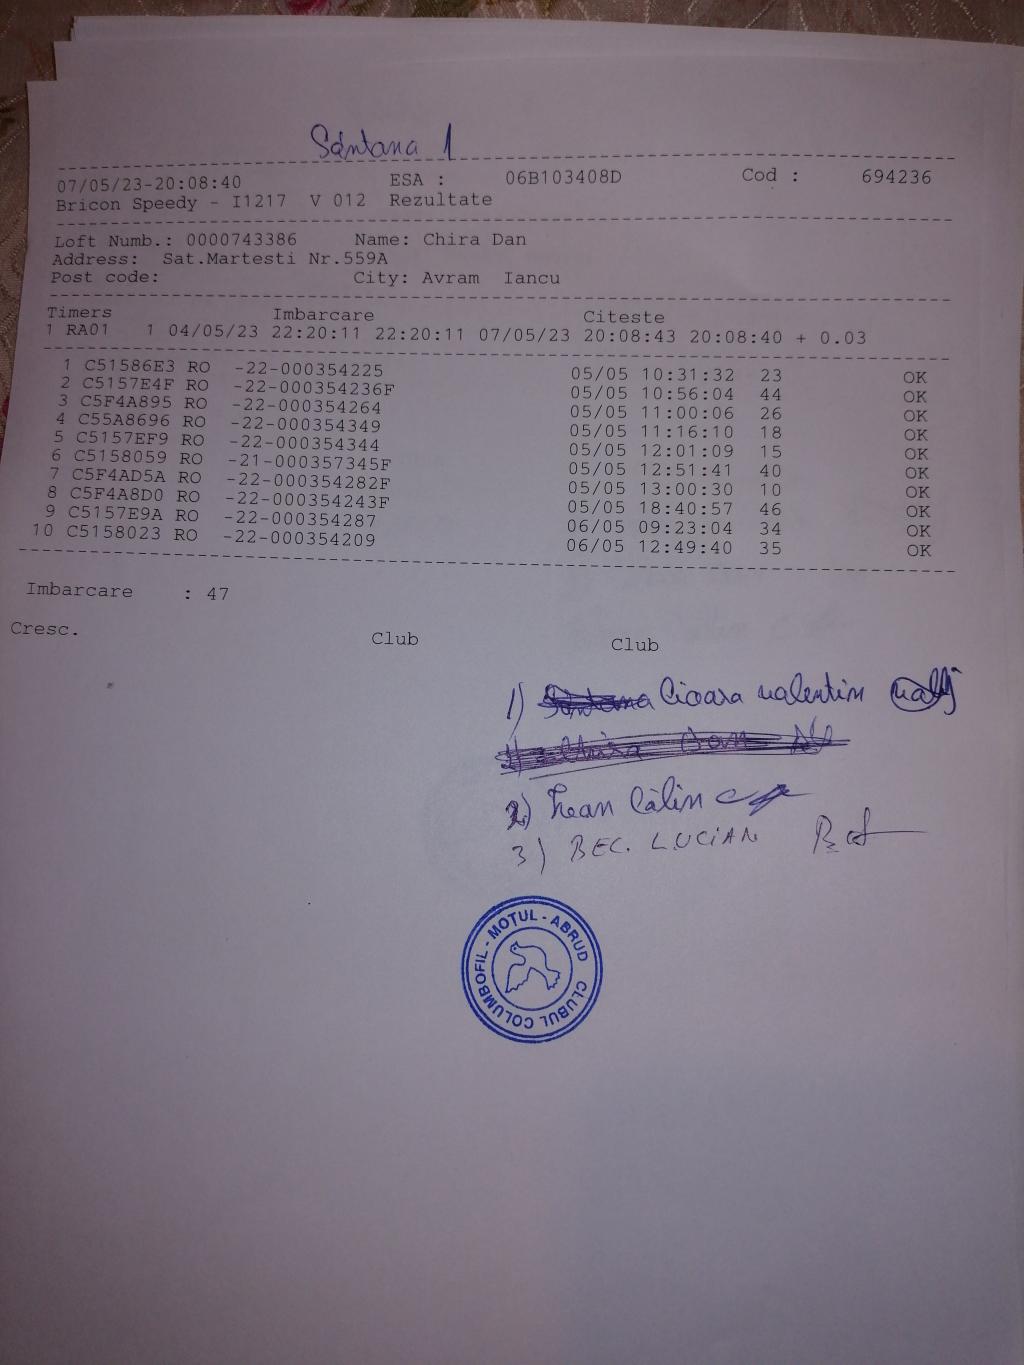 Sântana 1
07/05/23-20:08:40 ESA : 06B103408D Cod : 694236
Bricon Speedy - I1217 V 012 Rezultate
Loft Numb.: 0000743386 Name: Chira Dan
Address: Sat.Martesti Nr.559A
Post code: City: Avram Iancu
Timers Imbarcare Citeste
1 RA01 1 04/05/23 22:20:11 22:20:11 07/05/23 20:08:43 20:08:40 + 0.03
1 C51586E3 RO -22-000354225 05/05 10:31:32 23 OK
2 C5157E4F RO -22-000354236F 05/05 10:56:04 44 OK
3 C5F4A895 RO -22-000354264 05/05 11:00:06 26 OK
4 C55A8696 RO -22-000354349 05/05 11:16:10 18 OK
5 C5157EF9 RO -22-000354344 05/05 12:01:09 15 OK
6 C5158059 RO -21-000357345F 05/05 12:51:41 40 OK
7 C5F4AD5A RO -22-000354282F 05/05 13:00:30 10 OK
8 C5F4A8D0 RO -22-000354243F 05/05 18:40:57 46 OK
9 C5157E9A RO -22-000354287 06/05 09:23:04 34 OK
10 C5158023 RO -22-000354209 06/05 12:49:40 35 OK
Imbarcare : 47
Cresc. Club Club
1) Cioara valentin
2) Călin
3) BEC. LUCIAN
CLUBUL COLUMBOFIL - MOȚUL - ABRUD